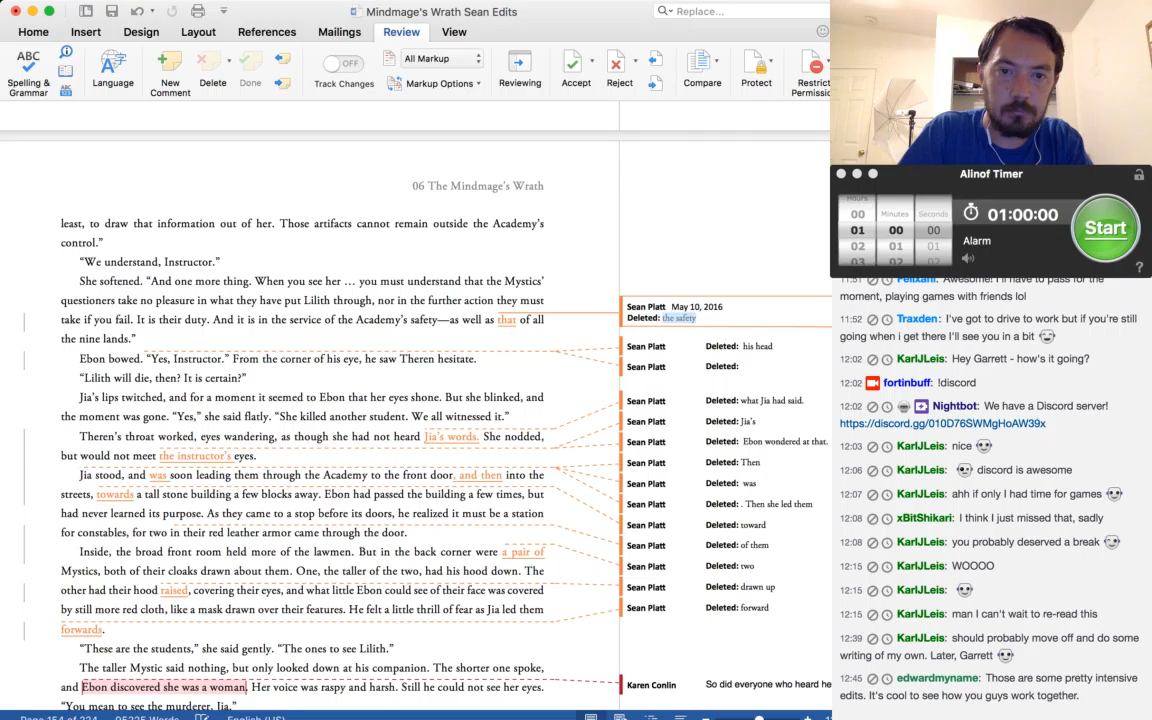 Mindmage's Wrath Sean Edits
Replace...
Home Insert Design Layout References Mailings Review View
ABC
Spelling & Grammar
ABC
123
Language
New Comment
Delete
Done
OFF
Track Changes
All Markup
Markup Options
Reviewing
Accept
Reject
Compare
Protect
Restrict
06 The Mindmage's Wrath
least, to draw that information out of her. Those artifacts cannot remain outside the Academy's
control."
"We understand, Instructor."
She softened. "And one more thing. When you see her … you must understand that the Mystics'
questioners take no pleasure in what they have put Lilith through, nor in the further action they must
take if you fail. It is their duty. And it is in the service of the Academy's safety—as well as that of all
the nine lands."
Ebon bowed. "Yes, Instructor." From the corner of his eye, he saw Theren hesitate.
"Lilith will die, then? It is certain?"
Jia's lips twitched, and for a moment it seemed to Ebon that her eyes shone. But she blinked, and
the moment was gone. "Yes," she said flatly. "She killed another student. We all witnessed it."
Theren's throat worked, eyes wandering, as though she had not heard Jia's words. She nodded,
but would not meet the instructor's eyes.
Jia stood, and was soon leading them through the Academy to the front door, and then into the
streets, towards a tall stone building a few blocks away. Ebon had passed the building a few times, but
had never learned its purpose. As they came to a stop before its doors, he realized it must be a station
for constables, for two in their red leather armor came through the door.
Inside, the broad front room held more of the lawmen. But in the back corner were a pair of
Mystics, both of their cloaks drawn about them. One, the taller of the two, had his hood down. The
other had their hood raised, covering their eyes, and what little Ebon could see of their face was covered
by still more red cloth, like a mask drawn over their features. He felt a little thrill of fear as Jia led them
forwards.
"These are the students," she said gently. "The ones to see Lilith."
The taller Mystic said nothing, but only looked down at his companion. The shorter one spoke,
and Ebon discovered she was a woman. Her voice was raspy and harsh. Still he could not see her eyes.
"You mean to see the murderer, Jia."
Sean Platt May 10, 2016
Deleted: the safety
Sean Platt Deleted: his head
Sean Platt Deleted:
Sean Platt Deleted: what Jia had said.
Sean Platt Deleted: Jia's
Sean Platt Deleted: Ebon wondered at that.
Sean Platt Deleted: Then
Sean Platt Deleted: was
Sean Platt Deleted: . Then she led them
Sean Platt Deleted: toward
Sean Platt Deleted: of them
Sean Platt Deleted: two
Sean Platt Deleted: drawn up
Sean Platt Deleted: forward
Karen Conlin So did everyone who heard he
Page 154 of 224 95325 Words English (US)
Alinof Timer
Hours Minutes Seconds
00
01 00 00
02 01 01
03 02 02
01:00:00
Alarm
Start
?
11:51 Felixani: Awesome! I'll have to pass for the
moment, playing games with friends lol
11:52 Traxden: I've got to drive to work but if you're still
going when i get there I'll see you in a bit
12:02 KarlJLeis: Hey Garrett - how's it going?
12:02 fortinbuff: !discord
12:02 Nightbot: We have a Discord server!
https://discord.gg/010D76SWMgHoAW39x
12:03 KarlJLeis: nice
12:06 KarlJLeis: discord is awesome
12:07 KarlJLeis: ahh if only I had time for games
12:08 xBitShikari: I think I just missed that, sadly
12:08 KarlJLeis: you probably deserved a break
12:15 KarlJLeis: WOOOO
12:15 KarlJLeis:
12:15 KarlJLeis: man I can't wait to re-read this
12:39 KarlJLeis: should probably move off and do some
writing of my own. Later, Garrett
12:45 edwardmyname: Those are some pretty intensive
edits. It's cool to see how you guys work together.